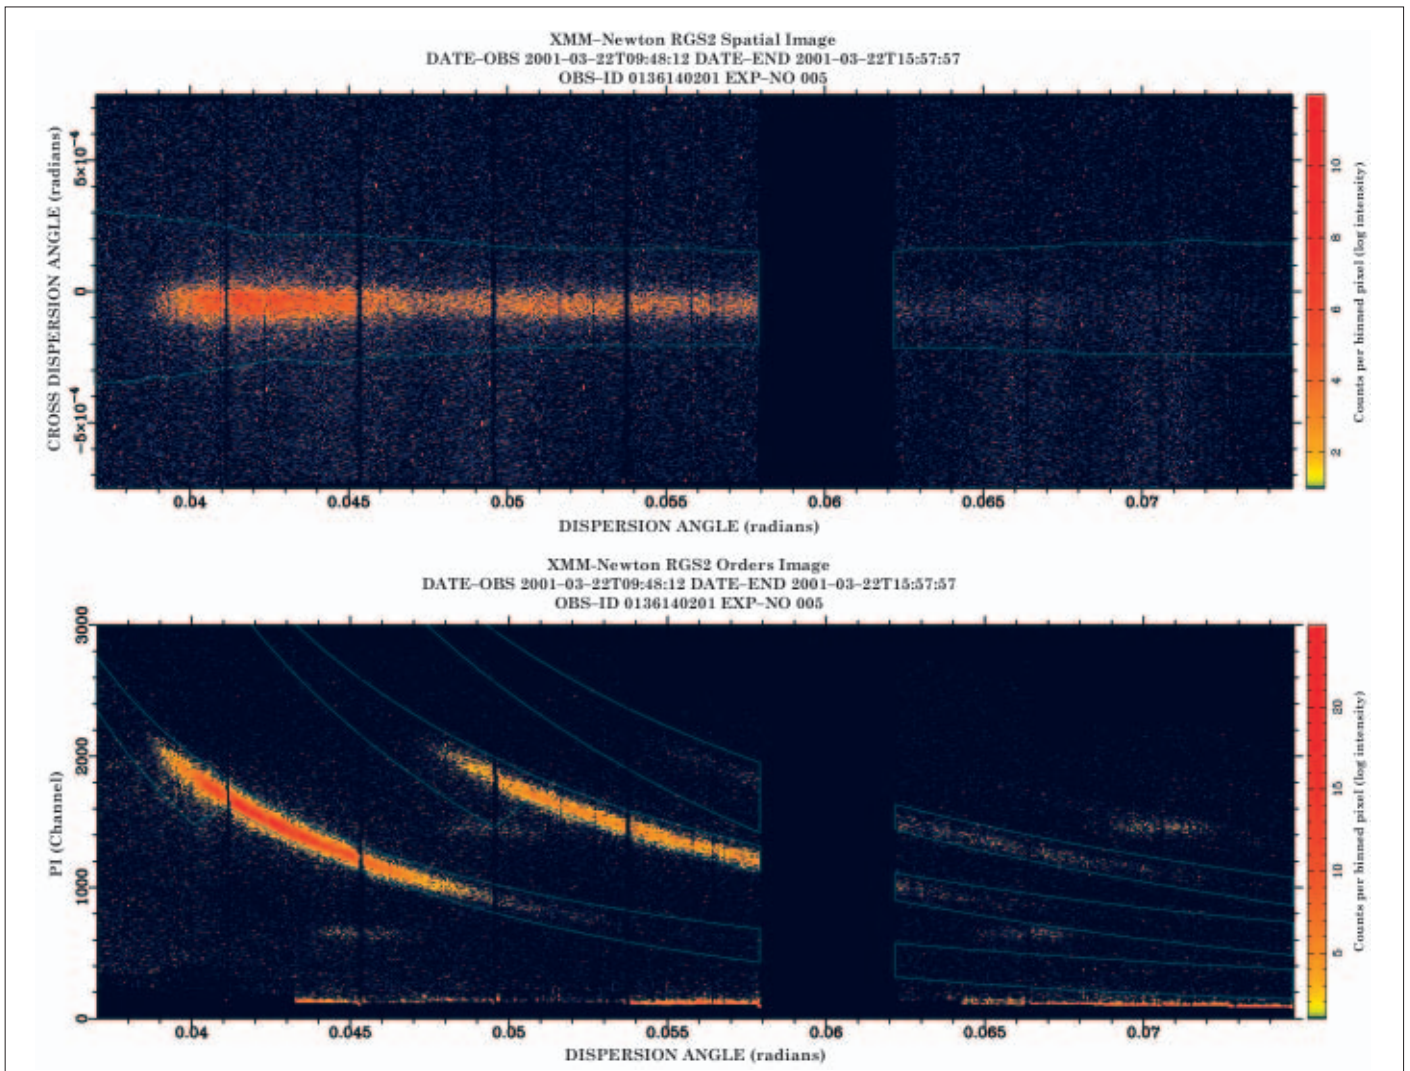 XMM–Newton RGS2 Spatial Image
DATE–OBS 2001–03–22T09:48:12 DATE–END 2001–03–22T15:57:57
OBS–ID 0136140201 EXP–NO 005
CROSS DISPERSION ANGLE (radians)
5×10⁻⁴
0
−5×10⁻⁴
0.04 0.045 0.05 0.055 0.06 0.065 0.07
DISPERSION ANGLE (radians)
10
8
6
4
2
Counts per binned pixel (log intensity)
XMM-Newton RGS2 Orders Image
DATE–OBS 2001–03–22T09:48:12 DATE–END 2001–03–22T15:57:57
OBS–ID 0136140201 EXP–NO 005
PI (Channel)
3000
2000
1000
0
0.04 0.045 0.05 0.055 0.06 0.065 0.07
DISPERSION ANGLE (radians)
20
15
10
5
Counts per binned pixel (log intensity)